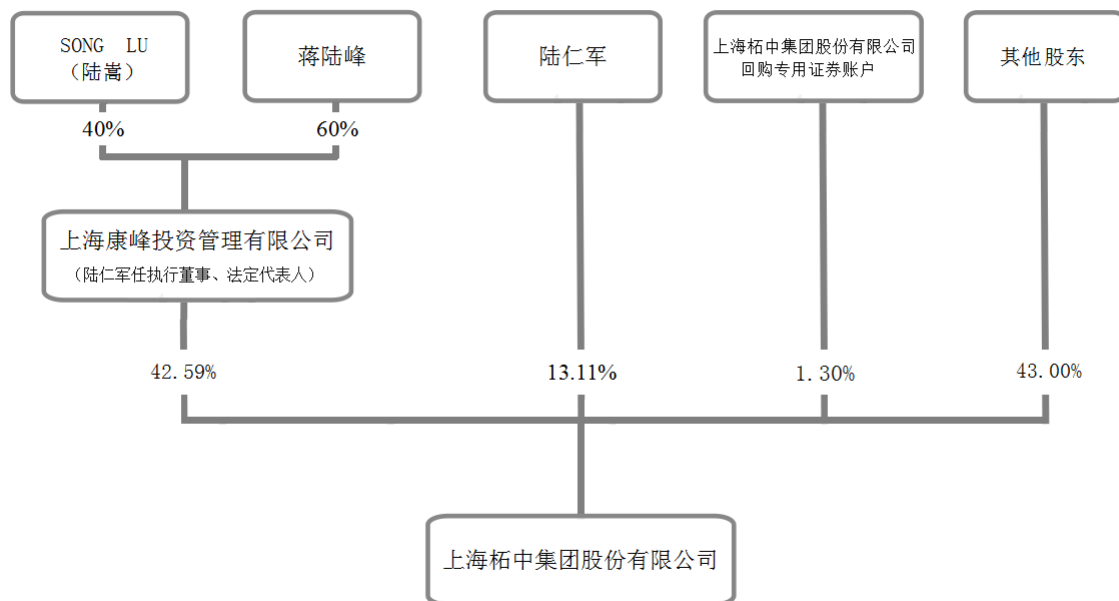 SONG LU
（陆嵩）
蒋陆峰
陆仁军
上海柘中集团股份有限公司
回购专用证券账户
其他股东
40%
60%
上海康峰投资管理有限公司
（陆仁军任执行董事、法定代表人）
42.59%
13.11%
1.30%
43.00%
上海柘中集团股份有限公司